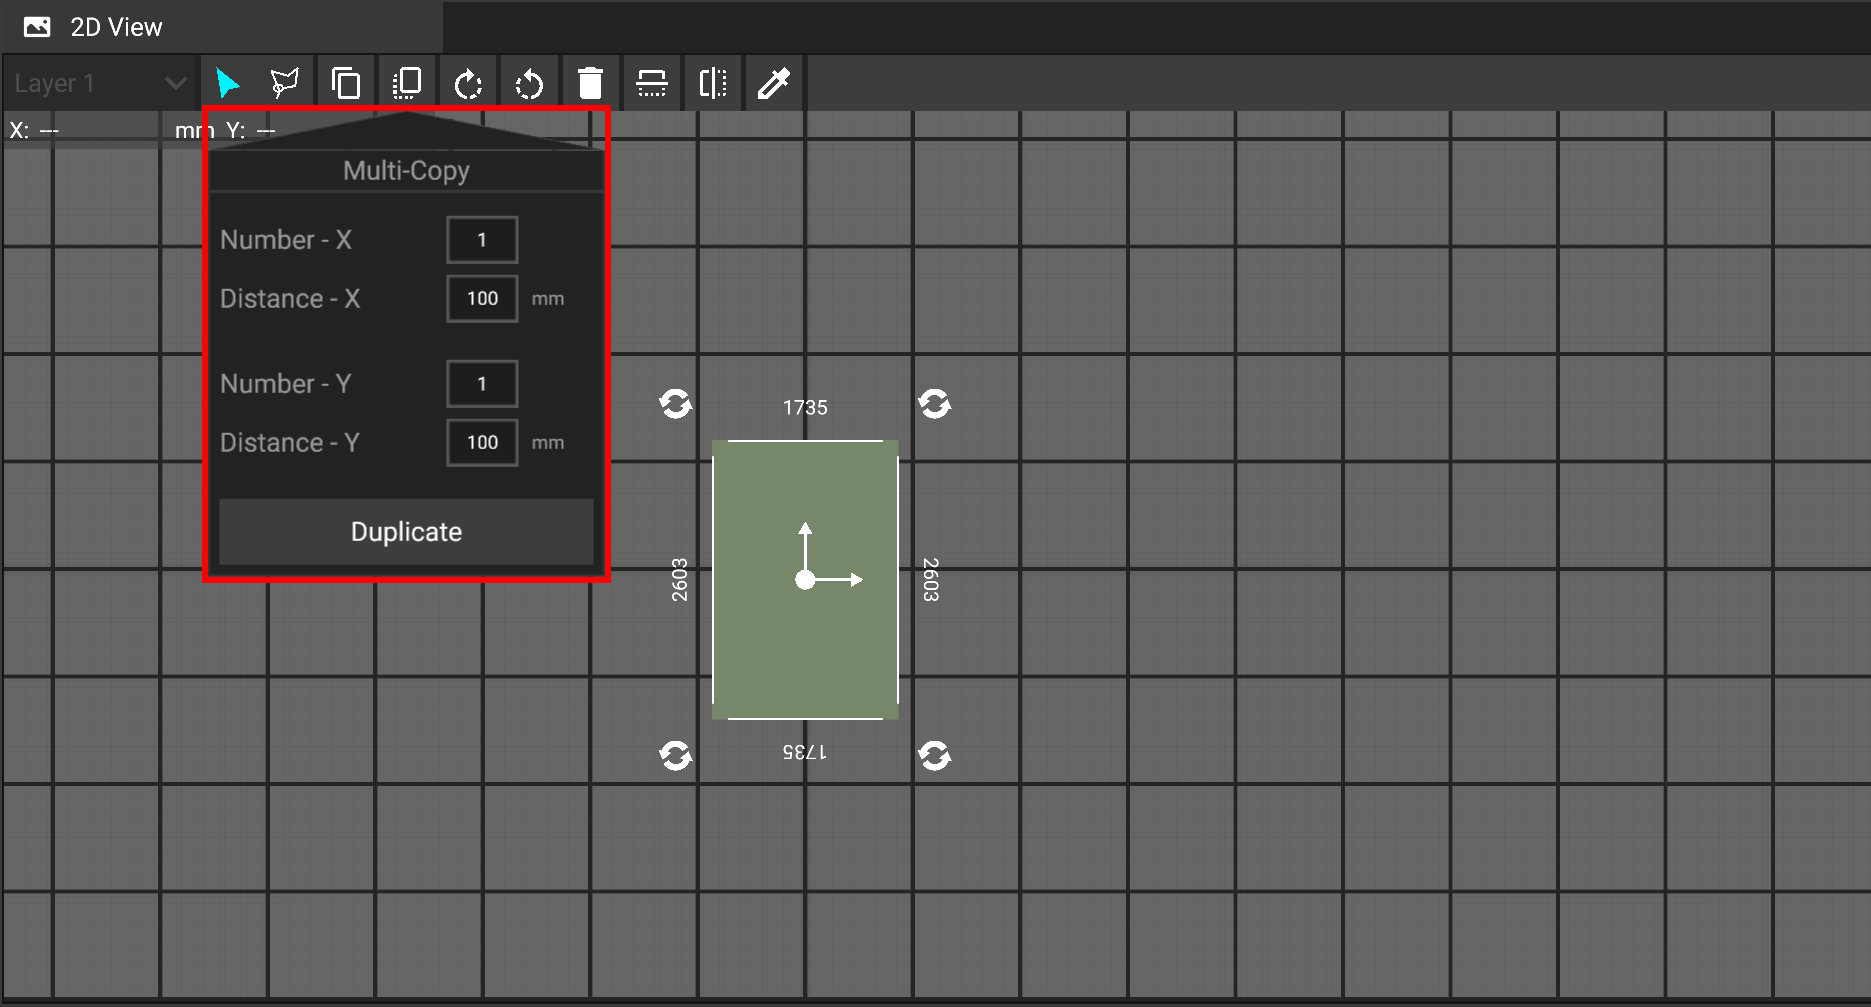 2D View
Layer 1
X: --- mm Y: ---
Multi-Copy
Number - X 1
Distance - X 100 mm
Number - Y 1
Distance - Y 100 mm
Duplicate
1735
2603
2603
1735